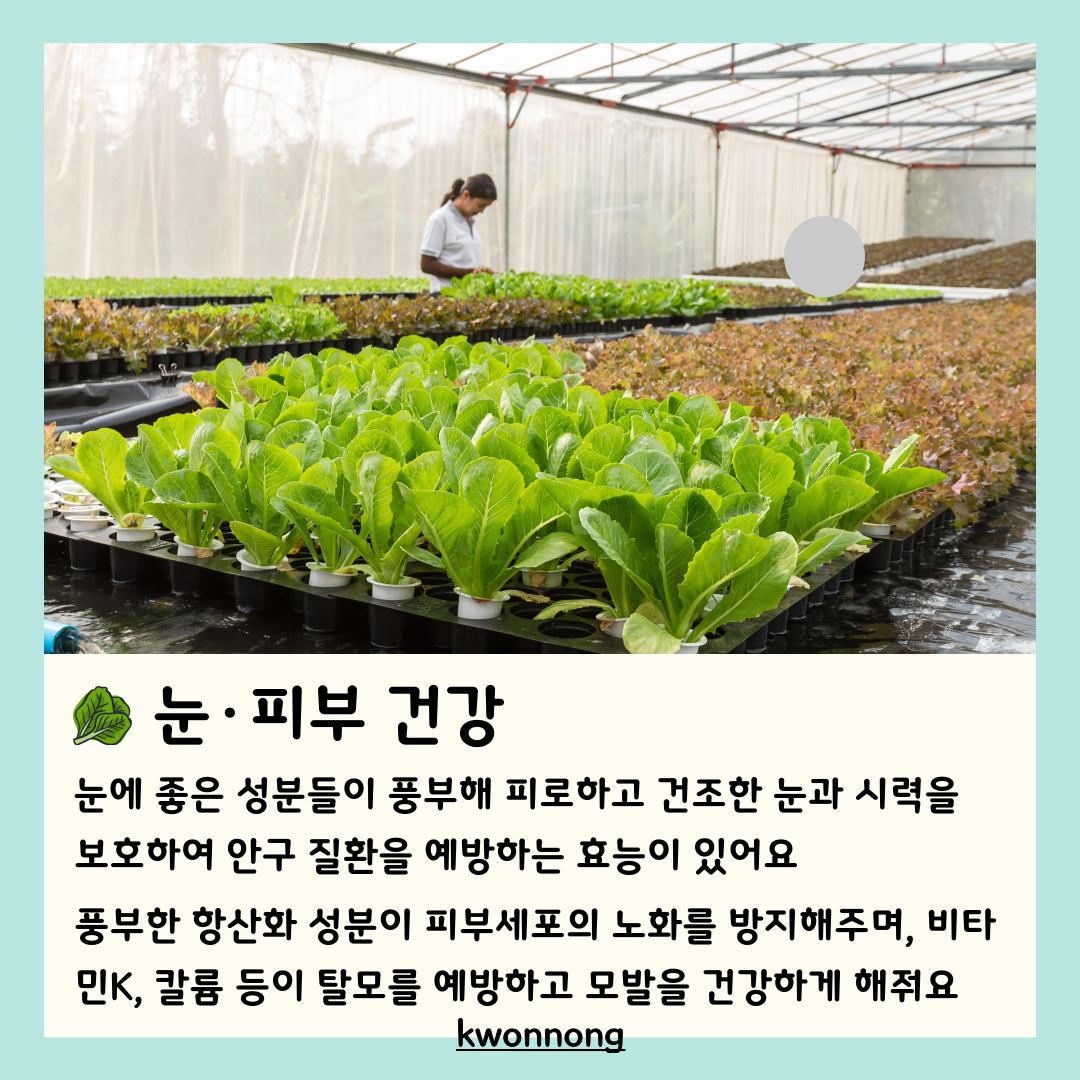 눈·피부 건강
눈에 좋은 성분들이 풍부해 피로하고 건조한 눈과 시력을
보호하여 안구 질환을 예방하는 효능이 있어요
풍부한 항산화 성분이 피부세포의 노화를 방지해주며, 비타
민K, 칼륨 등이 탈모를 예방하고 모발을 건강하게 해줘요
kwonnong